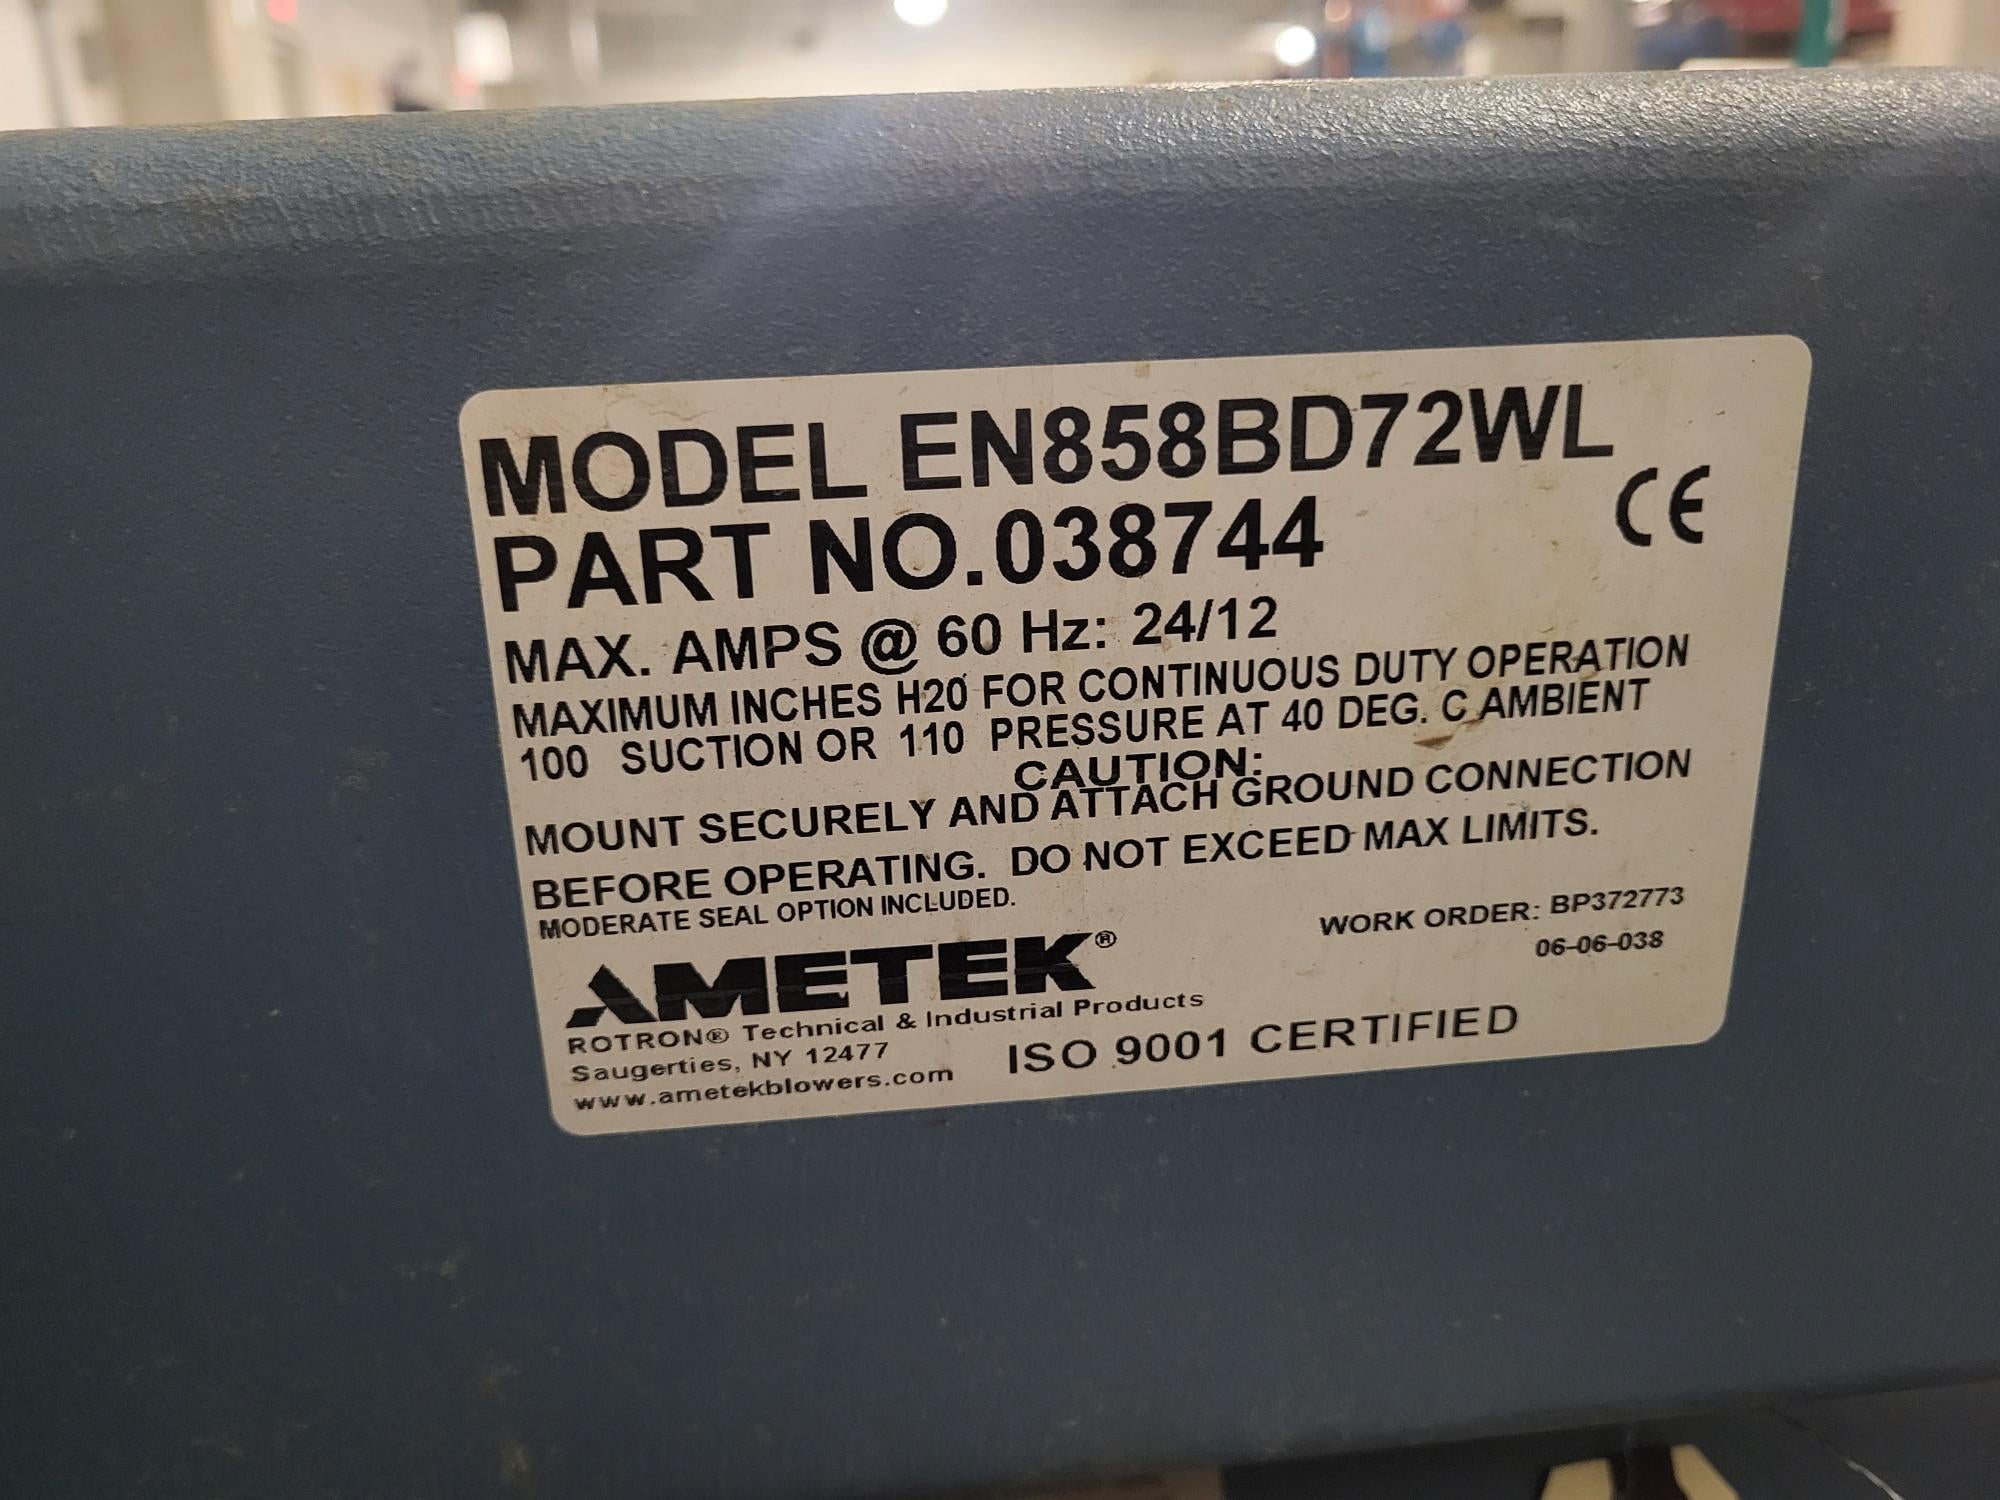 MODEL EN858BD72WL
PART NO.038744
CE
MAX. AMPS @ 60 Hz: 24/12
MAXIMUM INCHES H20 FOR CONTINUOUS DUTY OPERATION
100 SUCTION OR 110 PRESSURE AT 40 DEG. C AMBIENT
CAUTION:
MOUNT SECURELY AND ATTACH GROUND CONNECTION
BEFORE OPERATING. DO NOT EXCEED MAX LIMITS.
MODERATE SEAL OPTION INCLUDED.
WORK ORDER: BP372773
06-06-038
AMETEK®
ROTRON® Technical & Industrial Products
Saugerties, NY 12477
www.ametekblowers.com
ISO 9001 CERTIFIED